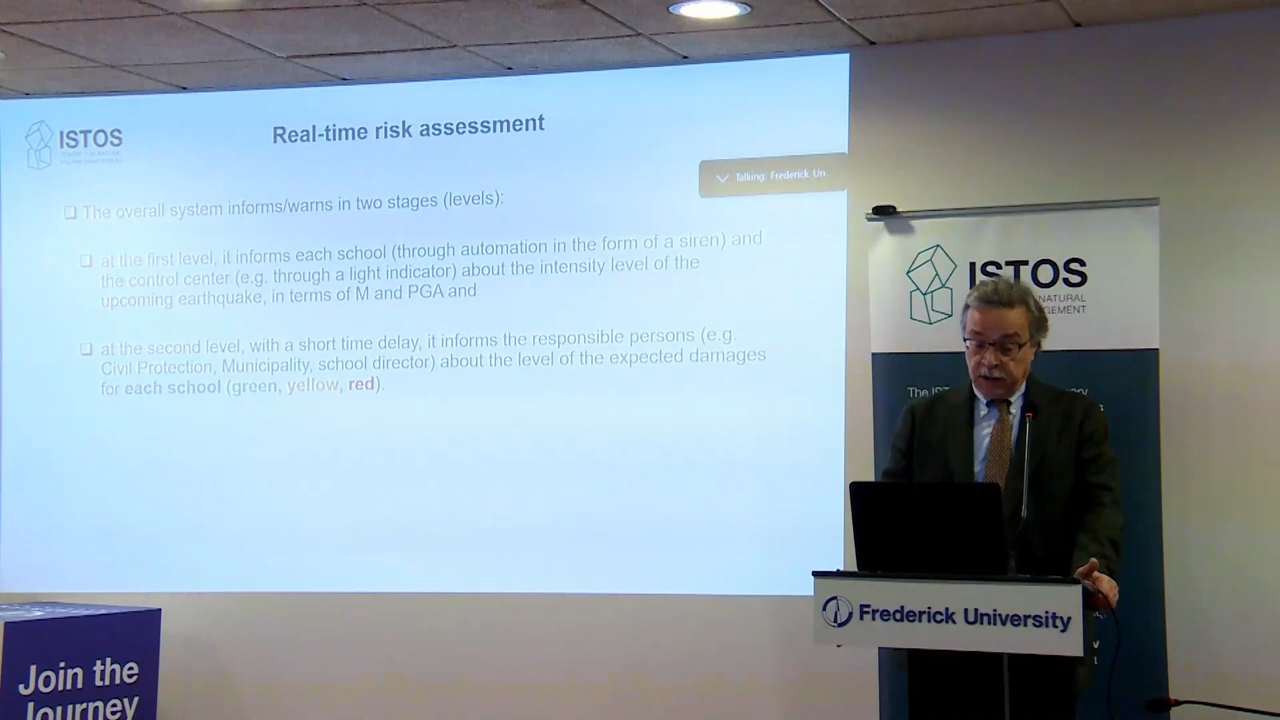 ISTOS
Real-time risk assessment
Talking: Frederick Un
❑ The overall system informs/warns in two stages (levels):
❑ at the first level, it informs each school (through automation in the form of a siren) and
the control center (e.g. through a light indicator) about the intensity level of the
upcoming earthquake, in terms of M and PGA and
❑ at the second level, with a short time delay, it informs the responsible persons (e.g.
Civil Protection, Municipality, school director) about the level of the expected damages
for each school (green, yellow, red).
ISTOS
NATURAL
GEMENT
The IST
Frederick University
Join the
Journey